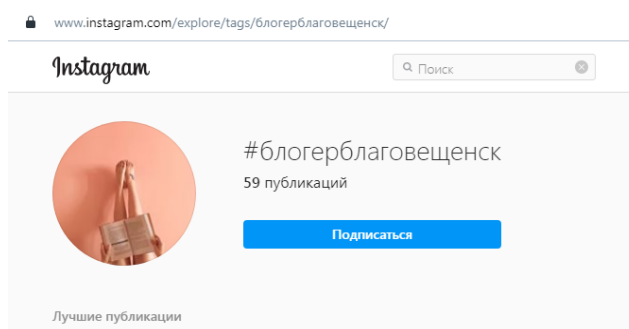 www.instagram.com/explore/tags/блогерблаговещенск/
Instagram
Поиск
#блогерблаговещенск
59 публикаций
Подписаться
Лучшие публикации